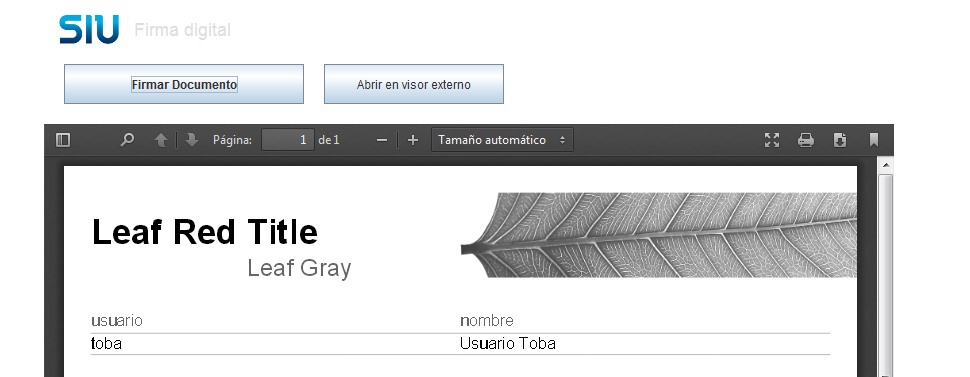 SIU Firma digital
Firmar Documento Abrir en visor externo
Página: 1 de 1 Tamaño automático
Leaf Red Title
Leaf Gray
usuario nombre
toba Usuario Toba